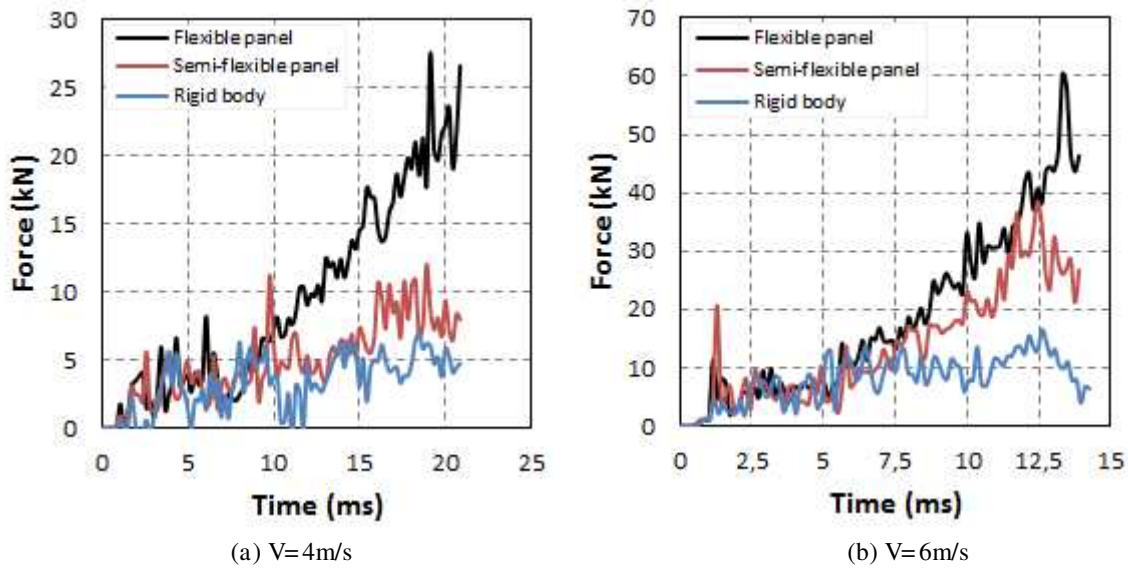 30
25
20
15
10
5
0
Force (kN)
Flexible panel
Semi-flexible panel
Rigid body
0 5 10 15 20 25
Time (ms)
(a) V=4m/s
70
60
50
40
30
20
10
0
Force (kN)
Flexible panel
Semi-flexible panel
Rigid body
0 2,5 5 7,5 10 12,5 15
Time (ms)
(b) V=6m/s